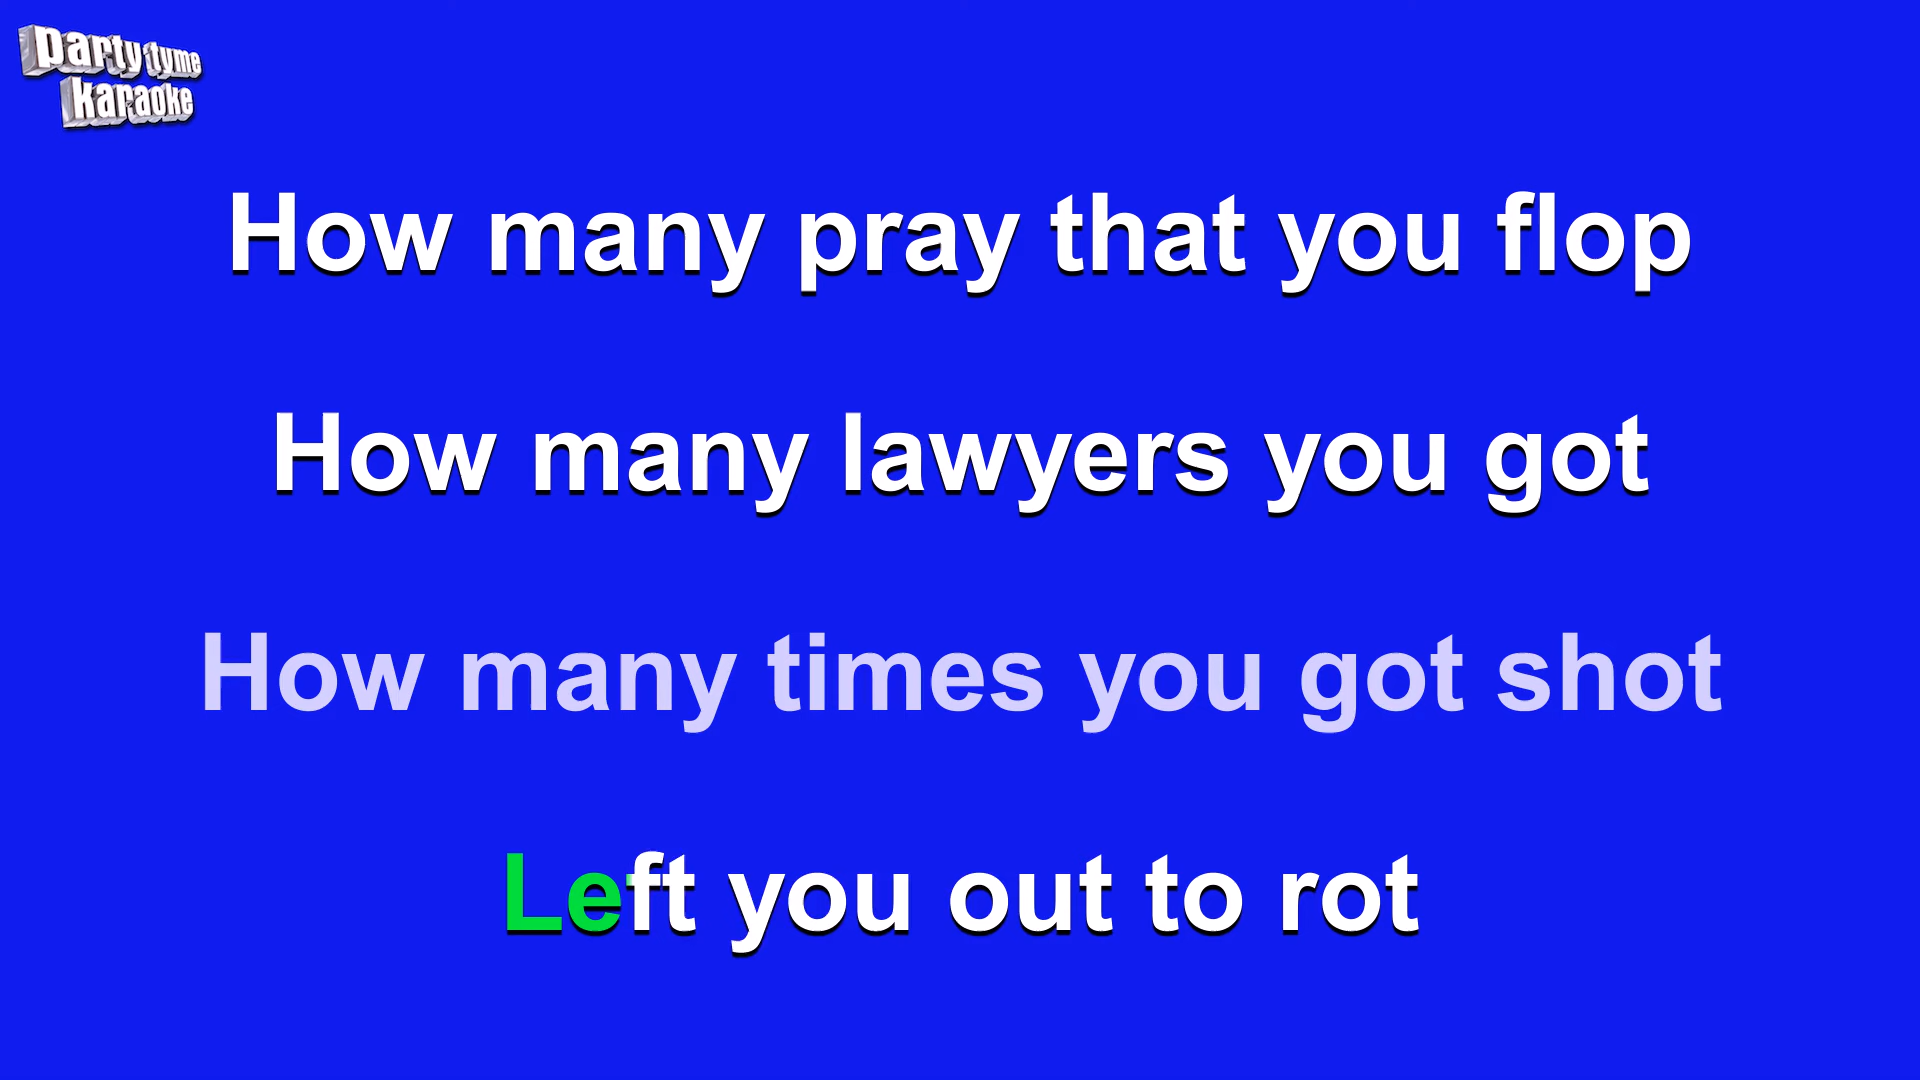 party tyme
karaoke
How many pray that you flop
How many lawyers you got
How many times you got shot
Left you out to rot